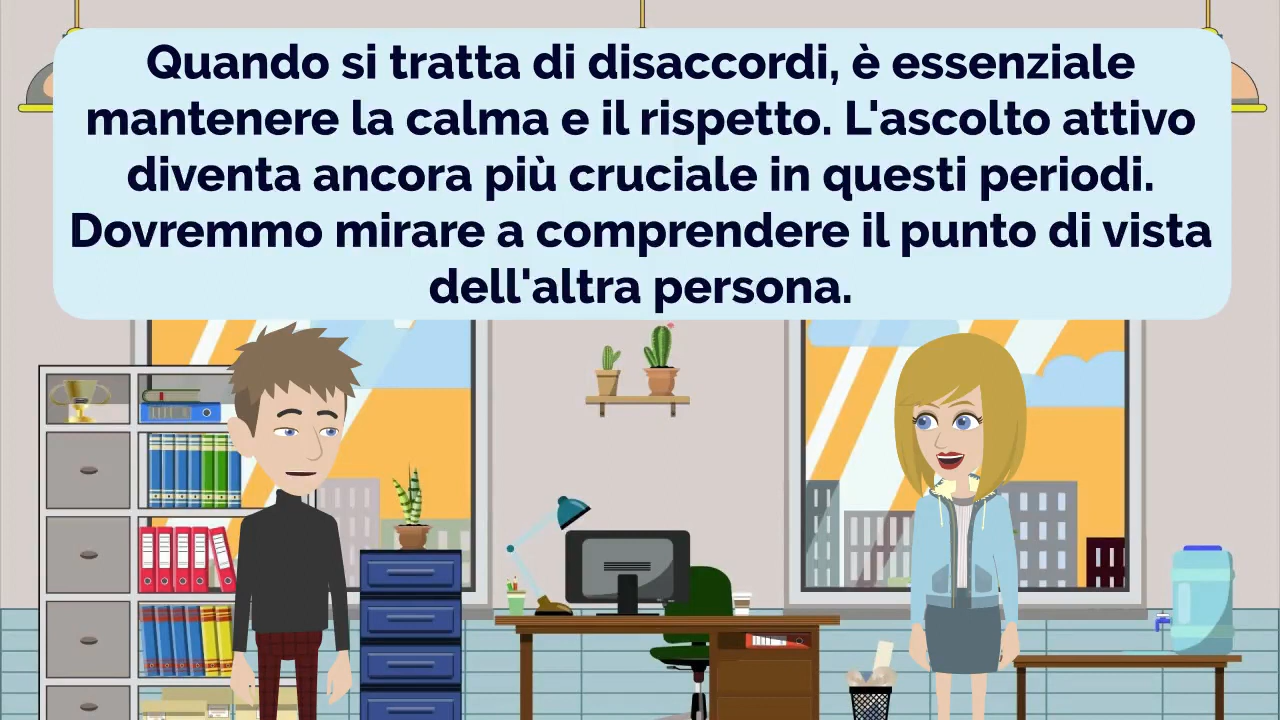 Quando si tratta di disaccordi, è essenziale
mantenere la calma e il rispetto. L'ascolto attivo
diventa ancora più cruciale in questi periodi.
Dovremmo mirare a comprendere il punto di vista
dell'altra persona.